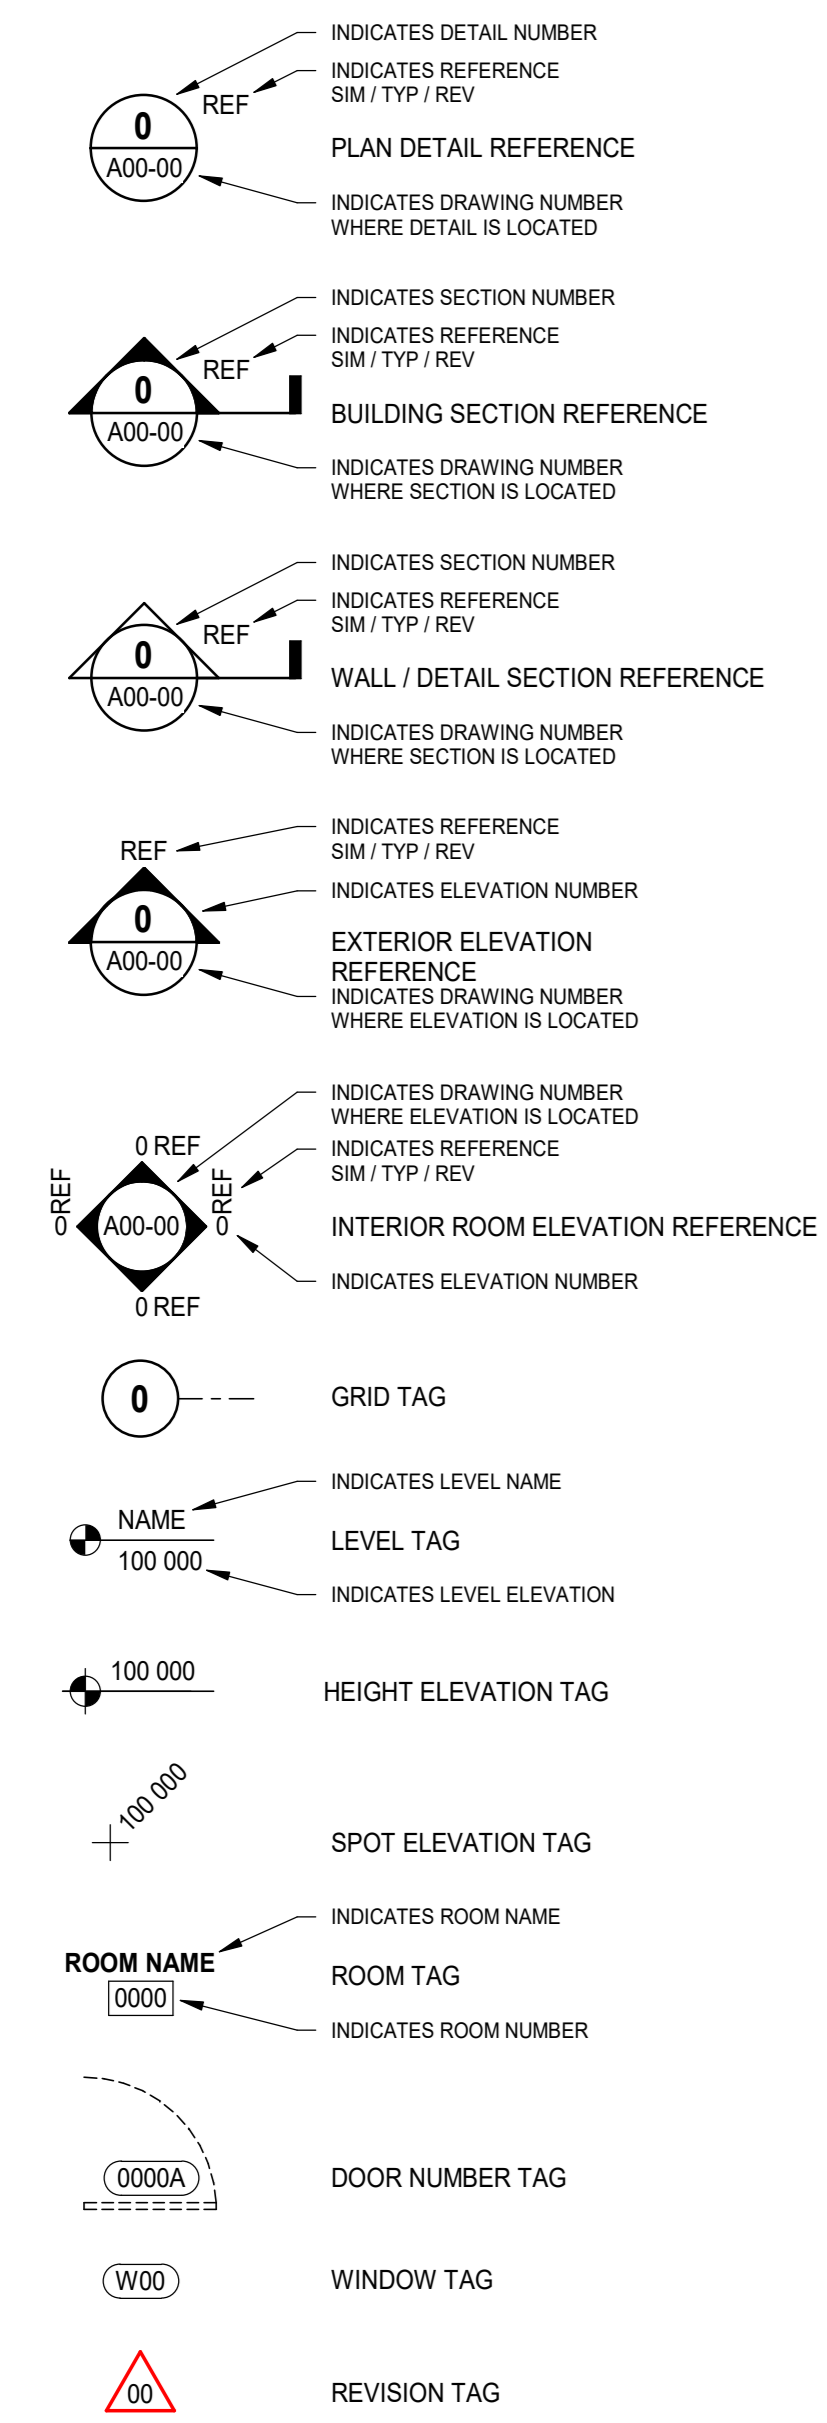 INDICATES DETAIL NUMBER
INDICATES REFERENCE
SIM / TYP / REV
REF
0
A00-00
PLAN DETAIL REFERENCE
INDICATES DRAWING NUMBER
WHERE DETAIL IS LOCATED
INDICATES SECTION NUMBER
INDICATES REFERENCE
SIM / TYP / REV
REF
0
A00-00
BUILDING SECTION REFERENCE
INDICATES DRAWING NUMBER
WHERE SECTION IS LOCATED
INDICATES SECTION NUMBER
INDICATES REFERENCE
SIM / TYP / REV
REF
0
A00-00
WALL / DETAIL SECTION REFERENCE
INDICATES DRAWING NUMBER
WHERE SECTION IS LOCATED
INDICATES REFERENCE
SIM / TYP / REV
REF
INDICATES ELEVATION NUMBER
0
A00-00
EXTERIOR ELEVATION
REFERENCE
INDICATES DRAWING NUMBER
WHERE ELEVATION IS LOCATED
INDICATES DRAWING NUMBER
WHERE ELEVATION IS LOCATED
0 REF
INDICATES REFERENCE
SIM / TYP / REV
0 REF
A00-00
0 REF
INTERIOR ROOM ELEVATION REFERENCE
INDICATES ELEVATION NUMBER
0 REF
0
GRID TAG
INDICATES LEVEL NAME
NAME
100 000
LEVEL TAG
INDICATES LEVEL ELEVATION
100 000
HEIGHT ELEVATION TAG
100 000
SPOT ELEVATION TAG
INDICATES ROOM NAME
ROOM NAME
0000
ROOM TAG
INDICATES ROOM NUMBER
0000A
DOOR NUMBER TAG
W00
WINDOW TAG
00
REVISION TAG